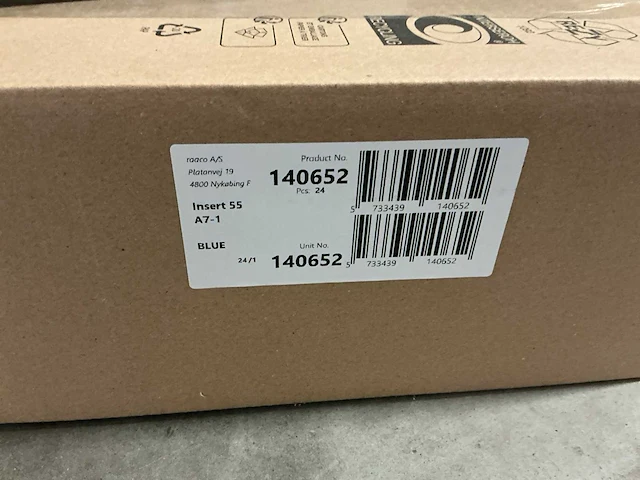 raaco A/S
Platanvej 19
4800 Nykøbing F
Product No.
140652
Pcs: 24
5 733439 140652
Insert 55
A7-1
BLUE
24/1
Unit No.
140652
5 733439 140652
RECYCLING